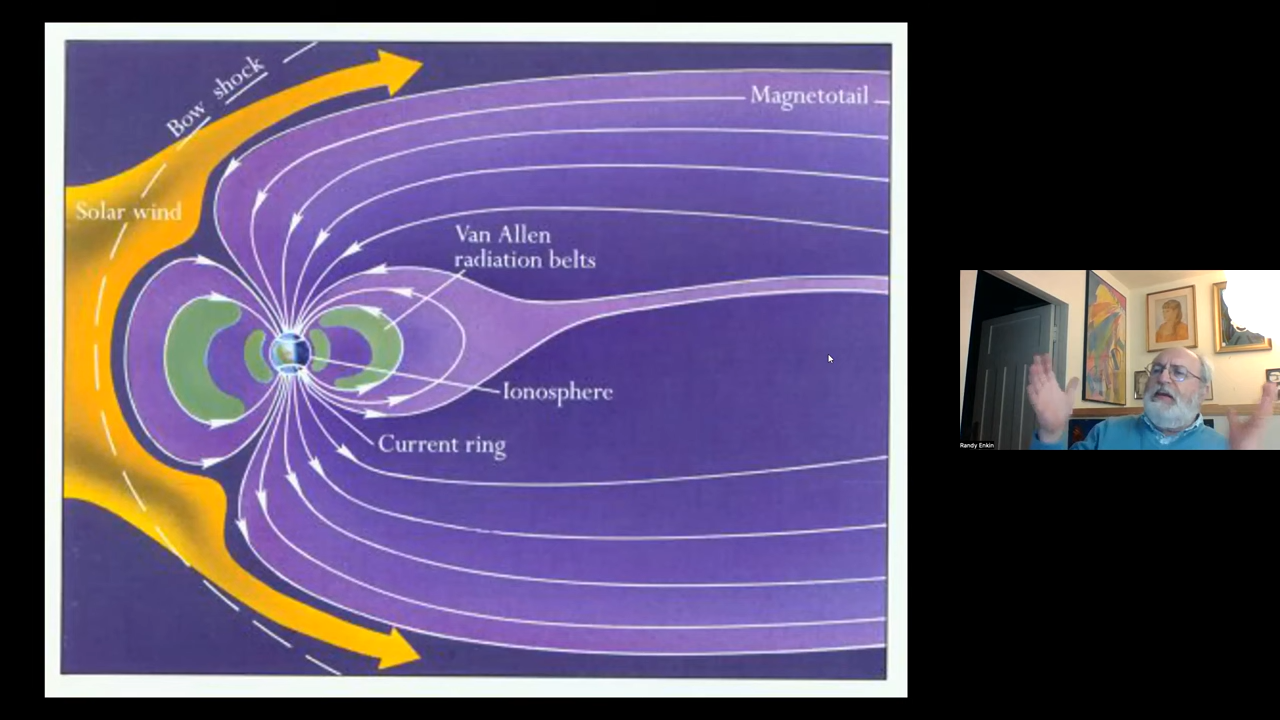 Bow shock
Magnetotail
Solar wind
Van Allen
radiation belts
Ionosphere
Current ring
Randy Enkin